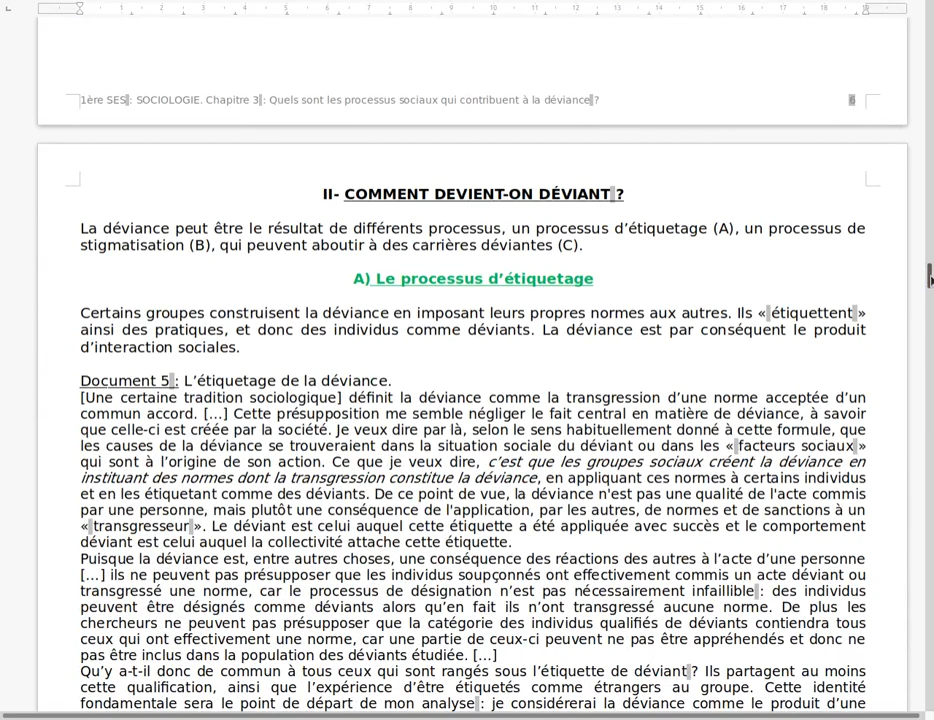 1 2 3 4 5 6 7 8 9 10 11 12 13 14 15 16 17 18 19
1ère SES : SOCIOLOGIE. Chapitre 3 : Quels sont les processus sociaux qui contribuent à la déviance ?
II- COMMENT DEVIENT-ON DÉVIANT ?
La déviance peut être le résultat de différents processus, un processus d’étiquetage (A), un processus de
stigmatisation (B), qui peuvent aboutir à des carrières déviantes (C).
A) Le processus d’étiquetage
Certains groupes construisent la déviance en imposant leurs propres normes aux autres. Ils « étiquettent »
ainsi des pratiques, et donc des individus comme déviants. La déviance est par conséquent le produit
d’interaction sociales.
Document 5 : L’étiquetage de la déviance.
[Une certaine tradition sociologique] définit la déviance comme la transgression d’une norme acceptée d’un
commun accord. [...] Cette présupposition me semble négliger le fait central en matière de déviance, à savoir
que celle-ci est créée par la société. Je veux dire par là, selon le sens habituellement donné à cette formule, que
les causes de la déviance se trouveraient dans la situation sociale du déviant ou dans les « facteurs sociaux »
qui sont à l’origine de son action. Ce que je veux dire, c’est que les groupes sociaux créent la déviance en
instituant des normes dont la transgression constitue la déviance, en appliquant ces normes à certains individus
et en les étiquetant comme des déviants. De ce point de vue, la déviance n'est pas une qualité de l'acte commis
par une personne, mais plutôt une conséquence de l'application, par les autres, de normes et de sanctions à un
« transgresseur ». Le déviant est celui auquel cette étiquette a été appliquée avec succès et le comportement
déviant est celui auquel la collectivité attache cette étiquette.
Puisque la déviance est, entre autres choses, une conséquence des réactions des autres à l’acte d’une personne
[...] ils ne peuvent pas présupposer que les individus soupçonnés ont effectivement commis un acte déviant ou
transgressé une norme, car le processus de désignation n’est pas nécessairement infaillible : des individus
peuvent être désignés comme déviants alors qu’en fait ils n’ont transgressé aucune norme. De plus les
chercheurs ne peuvent pas présupposer que la catégorie des individus qualifiés de déviants contiendra tous
ceux qui ont effectivement une norme, car une partie de ceux-ci peuvent ne pas être appréhendés et donc ne
pas être inclus dans la population des déviants étudiée. [...]
Qu’y a-t-il donc de commun à tous ceux qui sont rangés sous l’étiquette de déviant ? Ils partagent au moins
cette qualification, ainsi que l’expérience d’être étiquetés comme étrangers au groupe. Cette identité
fondamentale sera le point de départ de mon analyse : je considérerai la déviance comme le produit d’une